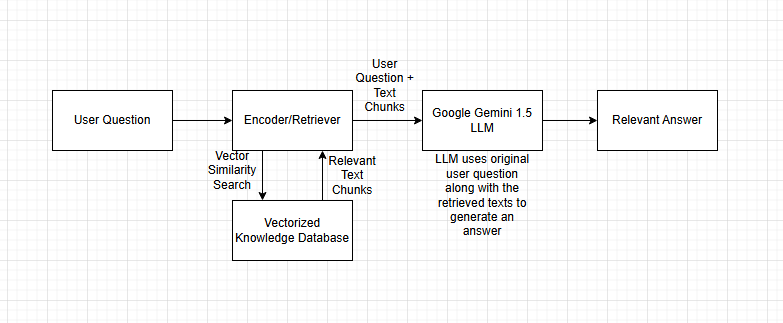 User Question
Encoder/Retriever
User
Question +
Text
Chunks
Google Gemini 1.5
LLM
Relevant Answer
Vector
Similarity
Search
Relevant
Text
Chunks
Vectorized
Knowledge Database
LLM uses original
user question
along with the
retrieved texts to
generate an
answer